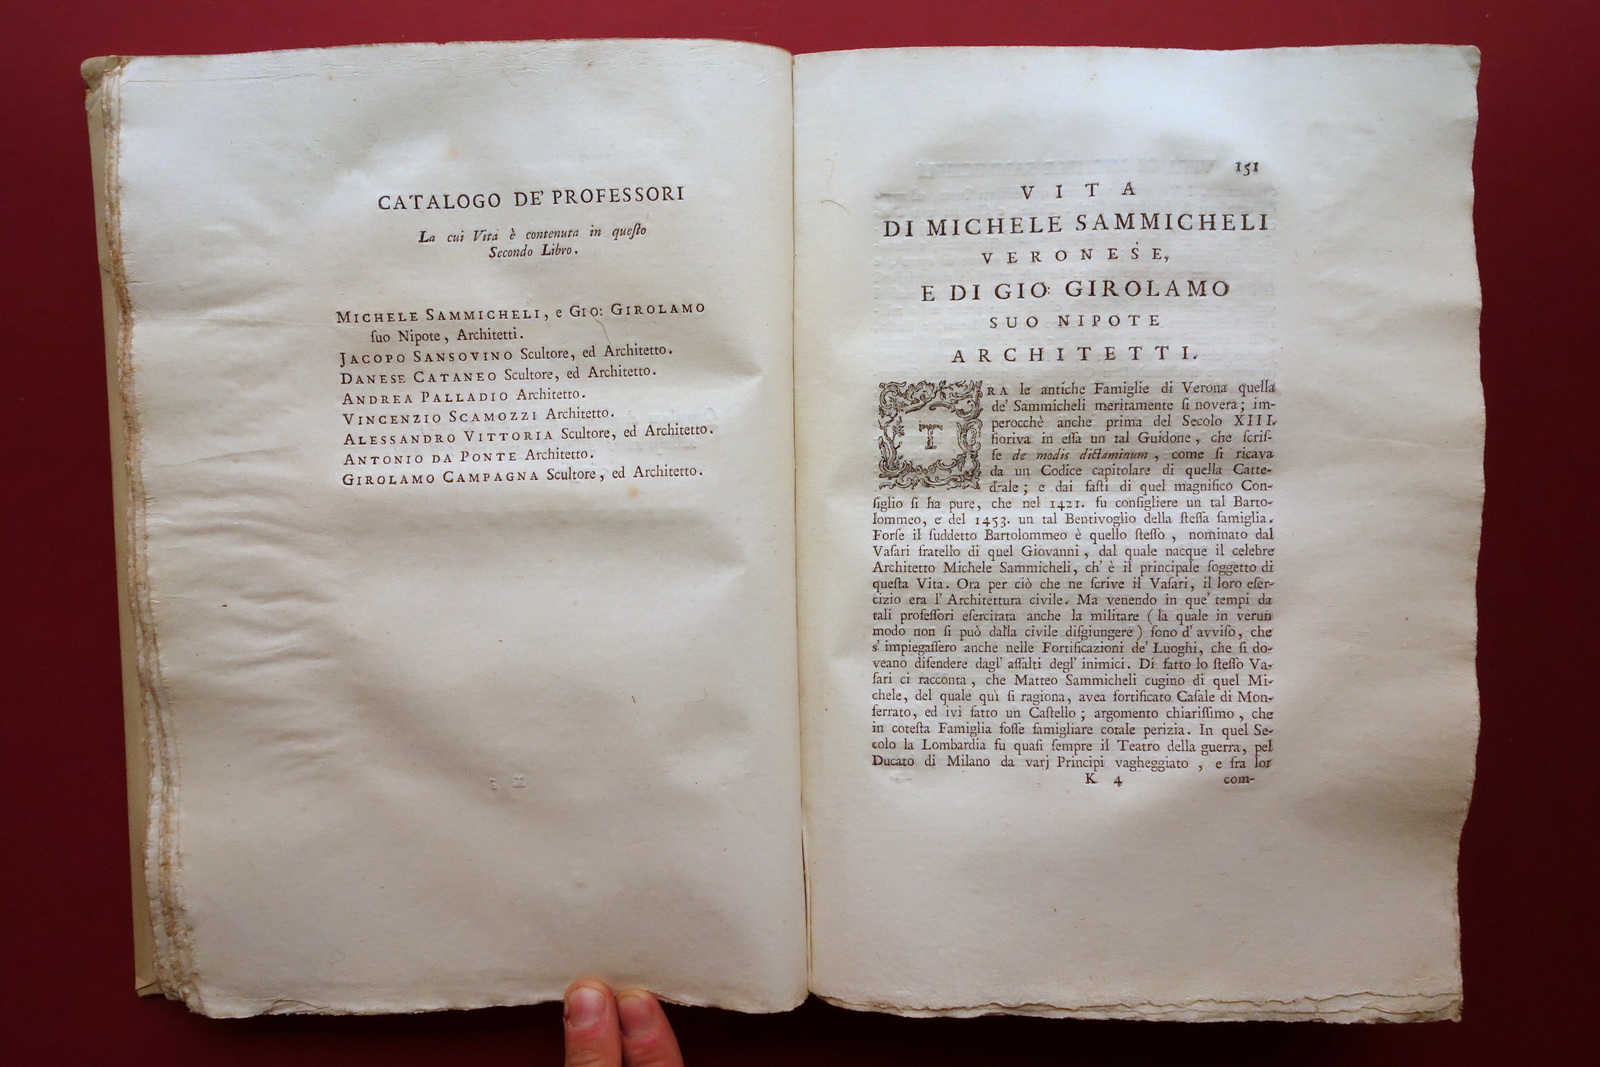 CATALOGO DE' PROFESSORI
La cui Vita è contenuta in queſto
Secondo Libro.
MICHELE SAMMICHELI, e GIO: GIROLAMO
ſuo Nipote, Architetti.
JACOPO SANSOVINO Scultore, ed Architetto.
DANESE CATANEO Scultore, ed Architetto.
ANDREA PALLADIO Architetto.
VINCENZIO SCAMOZZI Architetto.
ALESSANDRO VITTORIA Scultore, ed Architetto.
ANTONIO DA PONTE Architetto.
GIROLAMO CAMPAGNA Scultore, ed Architetto.
151
VITA
DI MICHELE SAMMICHELI
VERONESE,
E DI GIO: GIROLAMO
SUO NIPOTE
ARCHITETTI.
TRA le antiche Famiglie di Verona quella
de' Sammicheli meritamente ſi novera; im-
perocchè anche prima del Secolo XIII.
fioriva in eſſa un tal Guidone, che ſcriſ-
ſe de modis dictaminum, come ſi ricava
da un Codice capitolare di quella Catte-
drale; e dai faſti di quel magnifico Con-
ſiglio ſi ha pure, che nel 1421. fu conſigliere un tal Barto-
lommeo, e del 1453. un tal Bentivoglio della ſteſſa famiglia.
Forſe il ſuddetto Bartolommeo è quello ſteſſo, nominato dal
Vaſari fratello di quel Giovanni, dal quale nacque il celebre
Architetto Michele Sammicheli, ch' è il principale ſoggetto di
queſta Vita. Ora per ciò che ne ſcrive il Vaſari, il loro eſer-
cizio era l' Architettura civile. Ma venendo in que' tempi da
tali profeſſori eſercitata anche la militare (la quale in verun
modo non ſi può dalla civile diſgiungere) ſono d' avviſo, che
s' impiegaſſero anche nelle Fortificazioni de' Luoghi, che ſi do-
veano difendere dagl' aſſalti degl' inimici. Di fatto lo ſteſſo Va-
ſari ci racconta, che Matteo Sammicheli cugino di quel Mi-
chele, del quale quì ſi ragiona, avea fortificato Caſale di Mon-
ferrato, ed ivi fatto un Caſtello; argomento chiariſſimo, che
in coteſta Famiglia foſſe famigliare cotale perizia. In quel Se-
colo la Lombardia fu quaſi ſempre il Teatro della guerra, pel
Ducato di Milano da varj Principi vagheggiato, e fra lor
K 4
com-